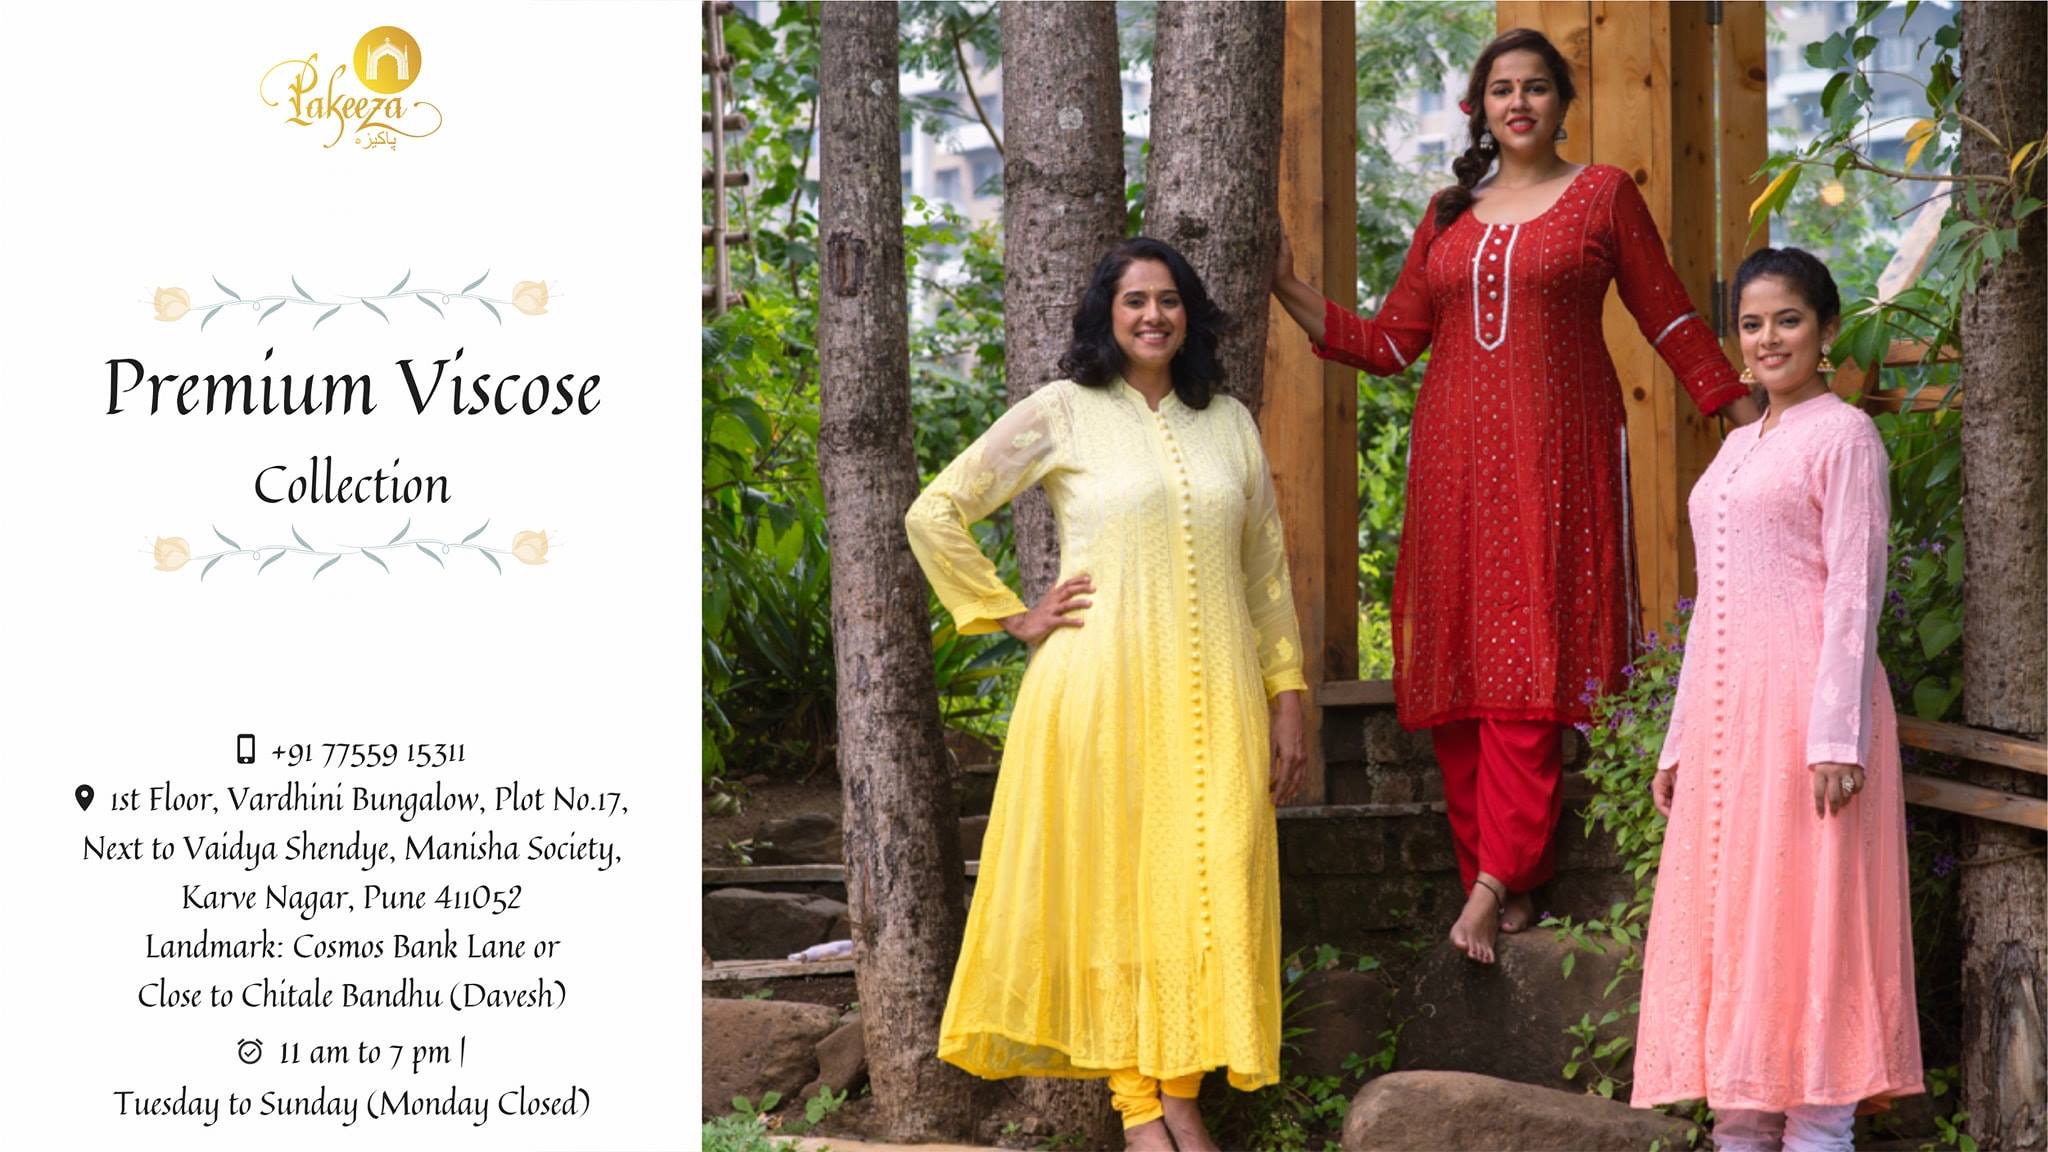 Pakeeza
پاکیزہ
Premium Viscose
Collection
+91 77559 15311
1st Floor, Vardhini Bungalow, Plot No.17,
Next to Vaidya Shendye, Manisha Society,
Karve Nagar, Pune 411052
Landmark: Cosmos Bank Lane or
Close to Chitale Bandhu (Davesh)
11 am to 7 pm |
Tuesday to Sunday (Monday Closed)